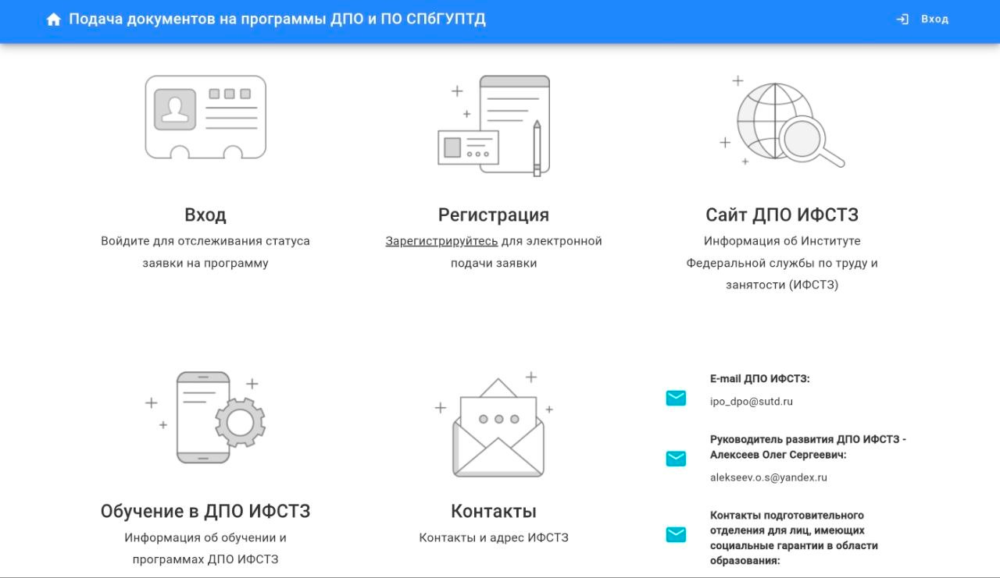 Подача документов на программы ДПО и ПО СПбГУПТД
Вход
Вход
Войдите для отслеживания статуса
заявки на программу
Регистрация
Зарегистрируйтесь для электронной
подачи заявки
Сайт ДПО ИФСТЗ
Информация об Институте
Федеральной службы по труду и
занятости (ИФСТЗ)
Обучение в ДПО ИФСТЗ
Информация об обучении и
программах ДПО ИФСТЗ
Контакты
Контакты и адрес ИФСТЗ
E-mail ДПО ИФСТЗ:
ipo_dpo@sutd.ru
Руководитель развития ДПО ИФСТЗ -
Алексеев Олег Сергеевич:
alekseev.o.s@yandex.ru
Контакты подготовительного
отделения для лиц, имеющих
социальные гарантии в области
образования: